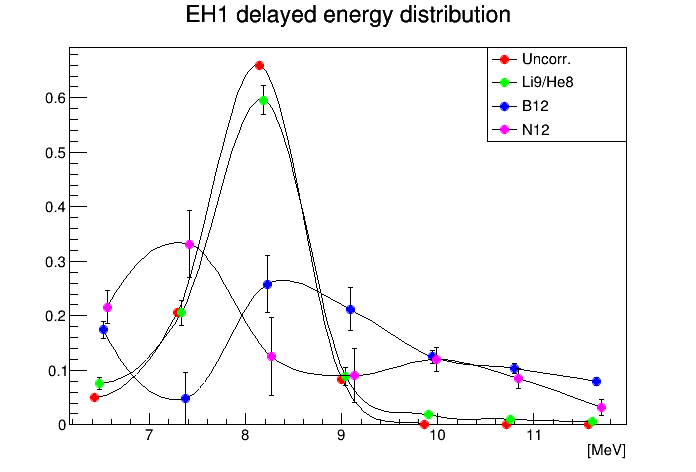 EH1 delayed energy distribution
Uncorr.
Li9/He8
B12
N12
0.6
0.5
0.4
0.3
0.2
0.1
0
7 8 9 10 11
[MeV]